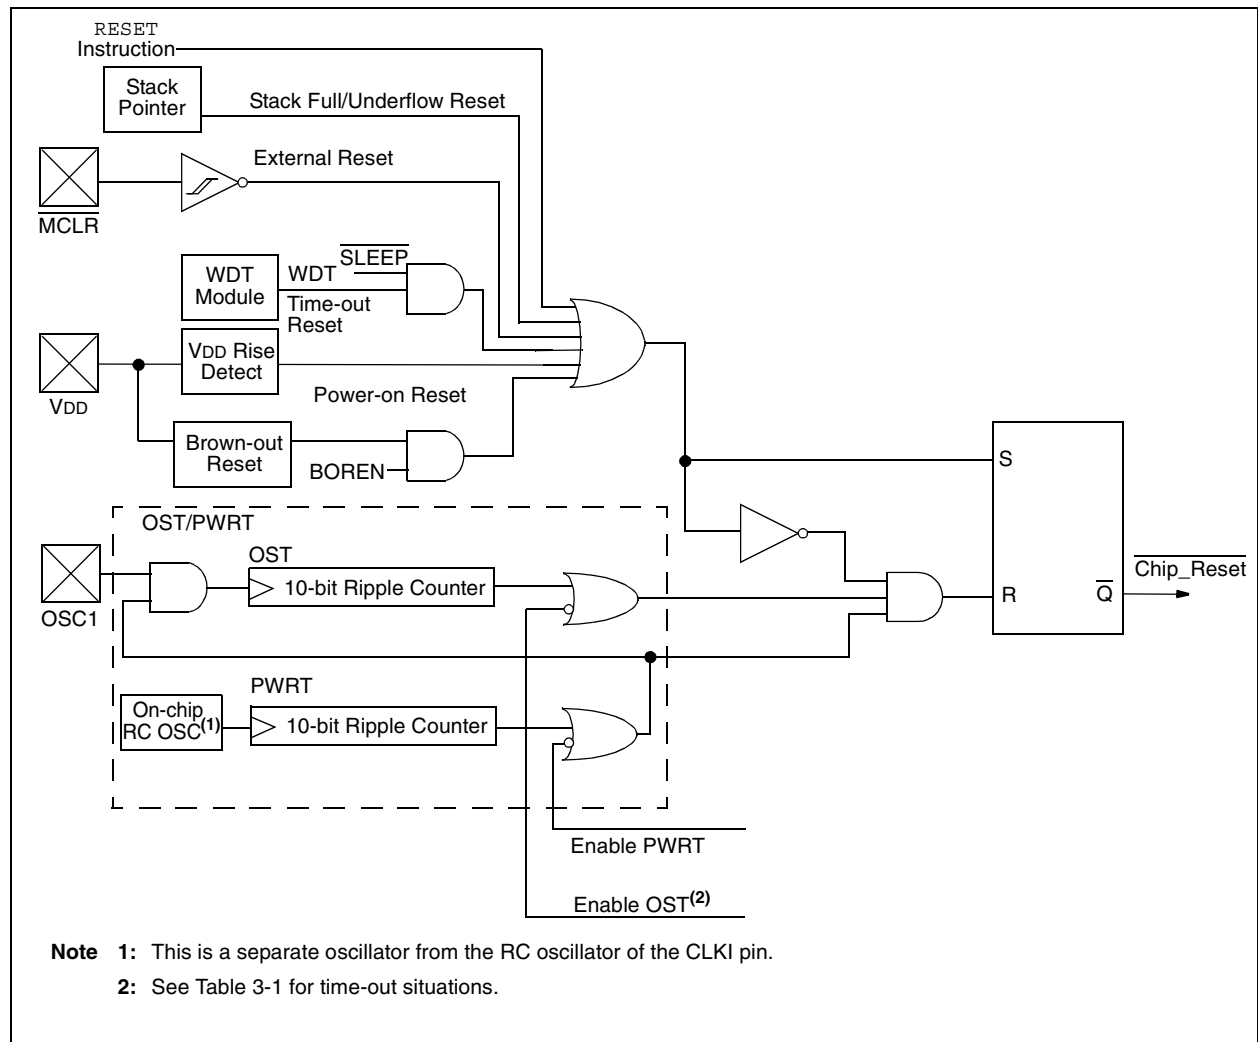 RESET
Instruction
Stack
Pointer
Stack Full/Underflow Reset
External Reset
MCLR
SLEEP
WDT
Module
WDT
Time-out
Reset
VDD Rise
Detect
VDD
Power-on Reset
Brown-out
Reset
BOREN
S
OST/PWRT
OST
10-bit Ripple Counter
OSC1
Chip_Reset
R
Q
PWRT
On-chip
RC OSC(1)
10-bit Ripple Counter
Enable PWRT
Enable OST(2)
Note 1: This is a separate oscillator from the RC oscillator of the CLKI pin.
2: See Table 3-1 for time-out situations.